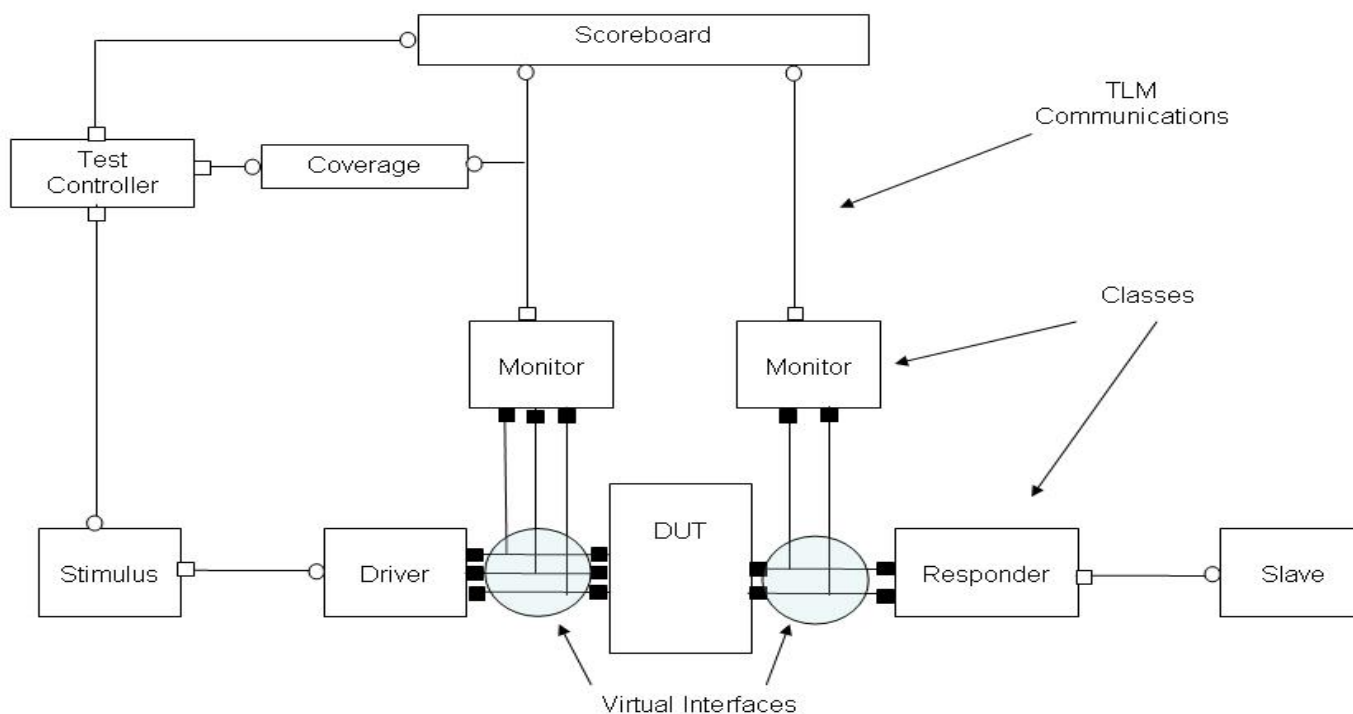 Scoreboard
TLM
Communications
Test
Controller
Coverage
Classes
Monitor
Monitor
DUT
Stimulus
Driver
Responder
Slave
Virtual Interfaces